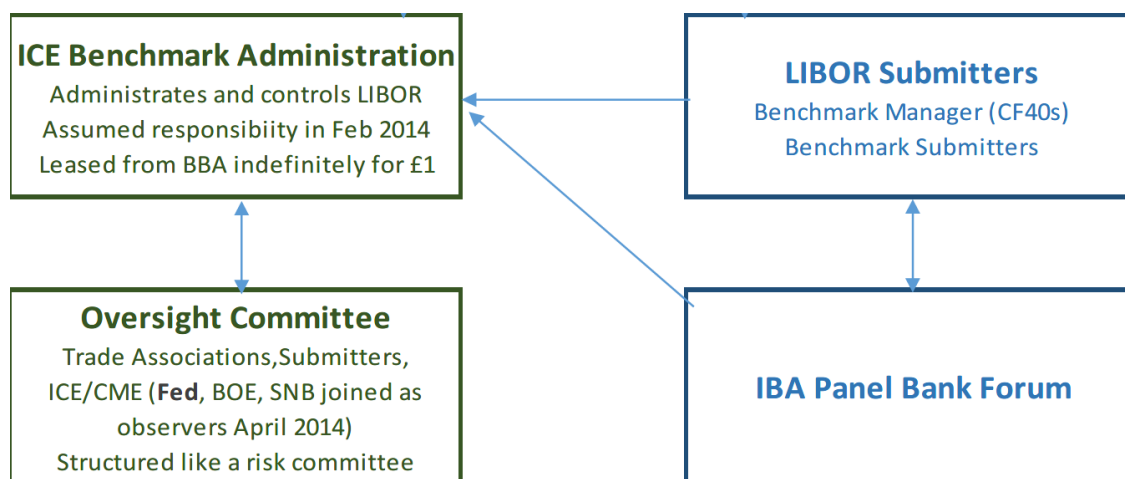 ICE Benchmark Administration
Administrates and controls LIBOR
Assumed responsibiity in Feb 2014
Leased from BBA indefinitely for £1
LIBOR Submitters
Benchmark Manager (CF40s)
Benchmark Submitters
Oversight Committee
Trade Associations,Submitters,
ICE/CME (Fed, BOE, SNB joined as
observers April 2014)
Structured like a risk committee
IBA Panel Bank Forum